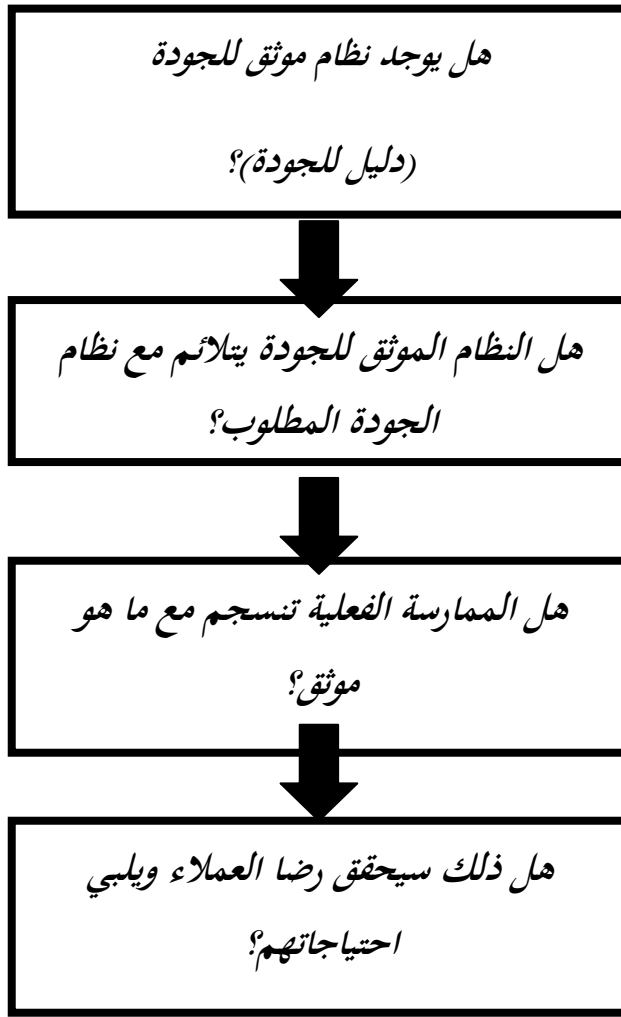 هل يوجد نظام موثق للجودة
(دليل للجودة)؟
هل النظام الموثق للجودة يتلائم مع نظام
الجودة المطلوب؟
هل الممارسة الفعلية تنسجم مع ما هو
موثق؟
هل ذلك سيحقق رضا العملاء ويلبي
احتياجاتهم؟